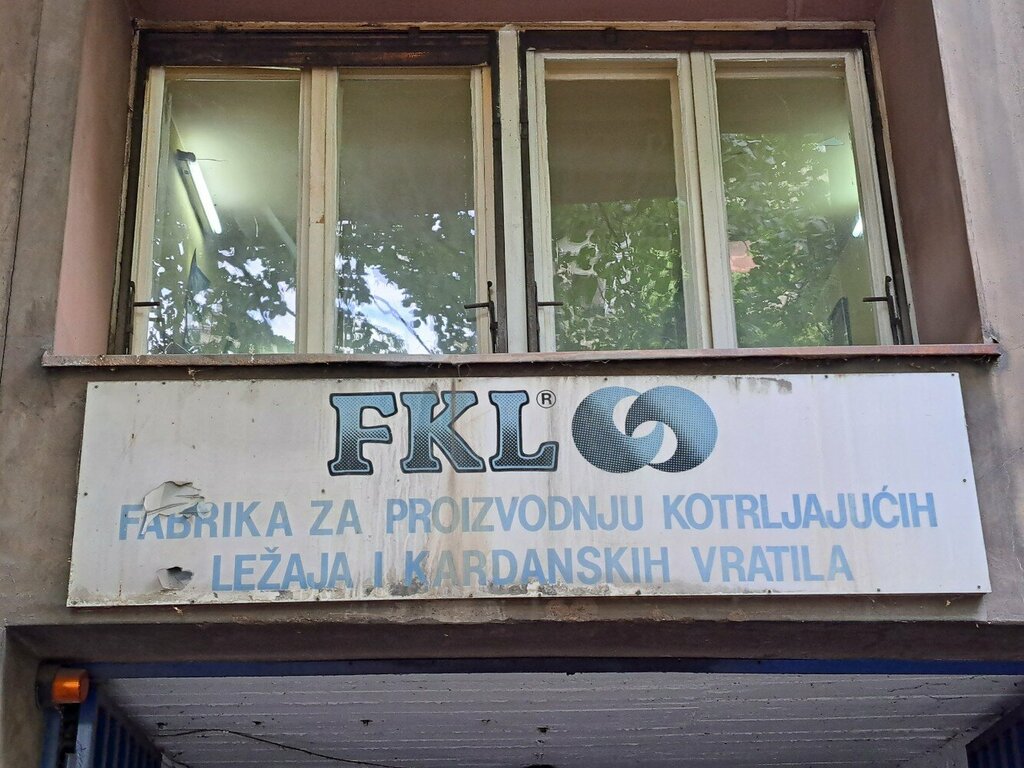 FKL®
FABRIKA ZA PROIZVODNJU KOTRLJAJUĆIH
LEŽAJA I KARDANSKIH VRATILA